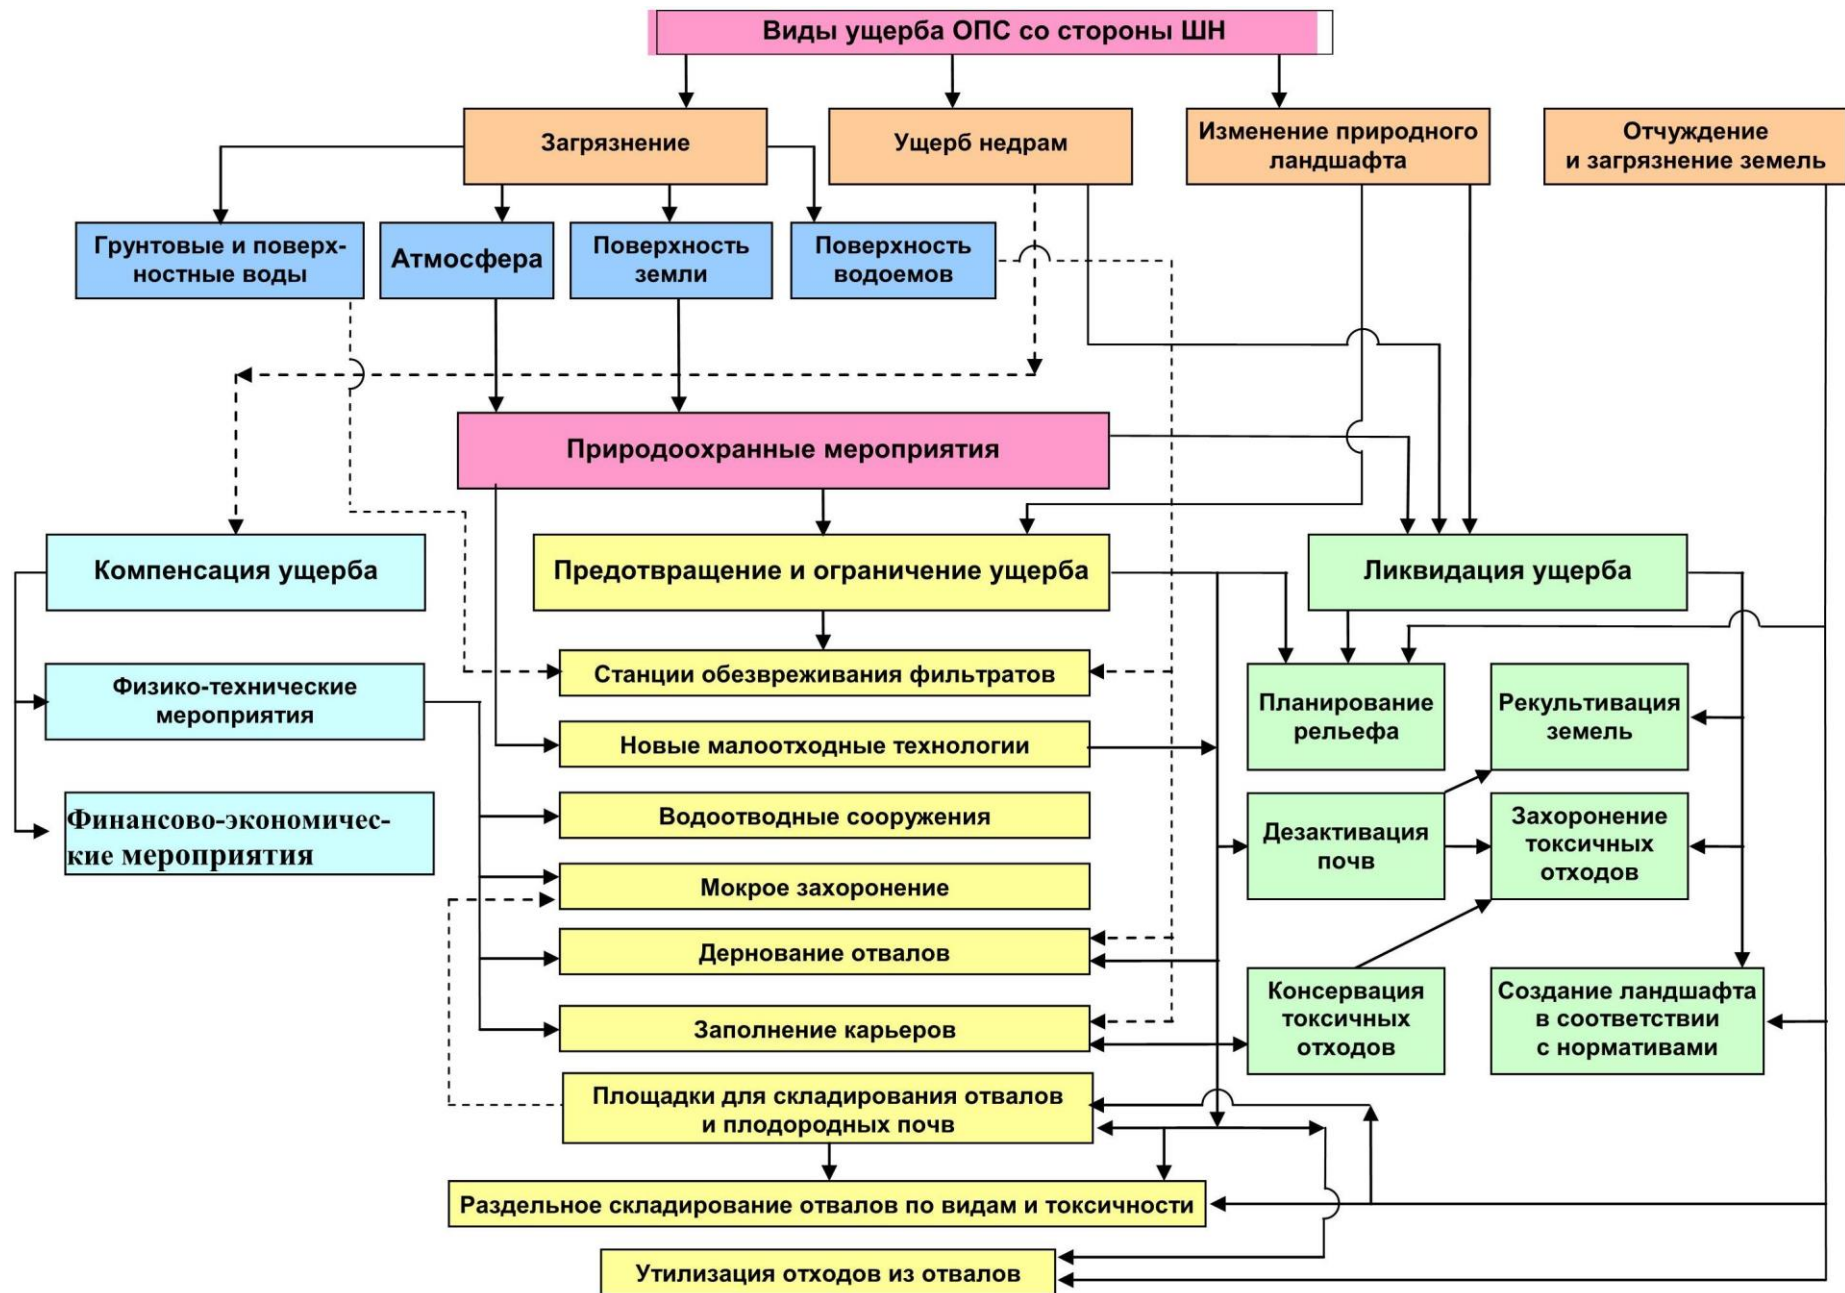 Виды ущерба ОПС со стороны ШН
Загрязнение
Ущерб недрам
Изменение природного
ландшафта
Отчуждение
и загрязнение земель
Грунтовые и поверх-
ностные воды
Атмосфера
Поверхность
земли
Поверхность
водоемов
Природоохранные мероприятия
Компенсация ущерба
Предотвращение и ограничение ущерба
Ликвидация ущерба
Физико-технические
мероприятия
Финансово-экономичес-
кие мероприятия
Станции обезвреживания фильтратов
Новые малоотходные технологии
Водоотводные сооружения
Мокрое захоронение
Дернование отвалов
Заполнение карьеров
Площадки для складирования отвалов
и плодородных почв
Раздельное складирование отвалов по видам и токсичности
Утилизация отходов из отвалов
Планирование
рельефа
Рекультивация
земель
Дезактивация
почв
Захоронение
токсичных
отходов
Консервация
токсичных
отходов
Создание ландшафта
в соответствии
с нормативами